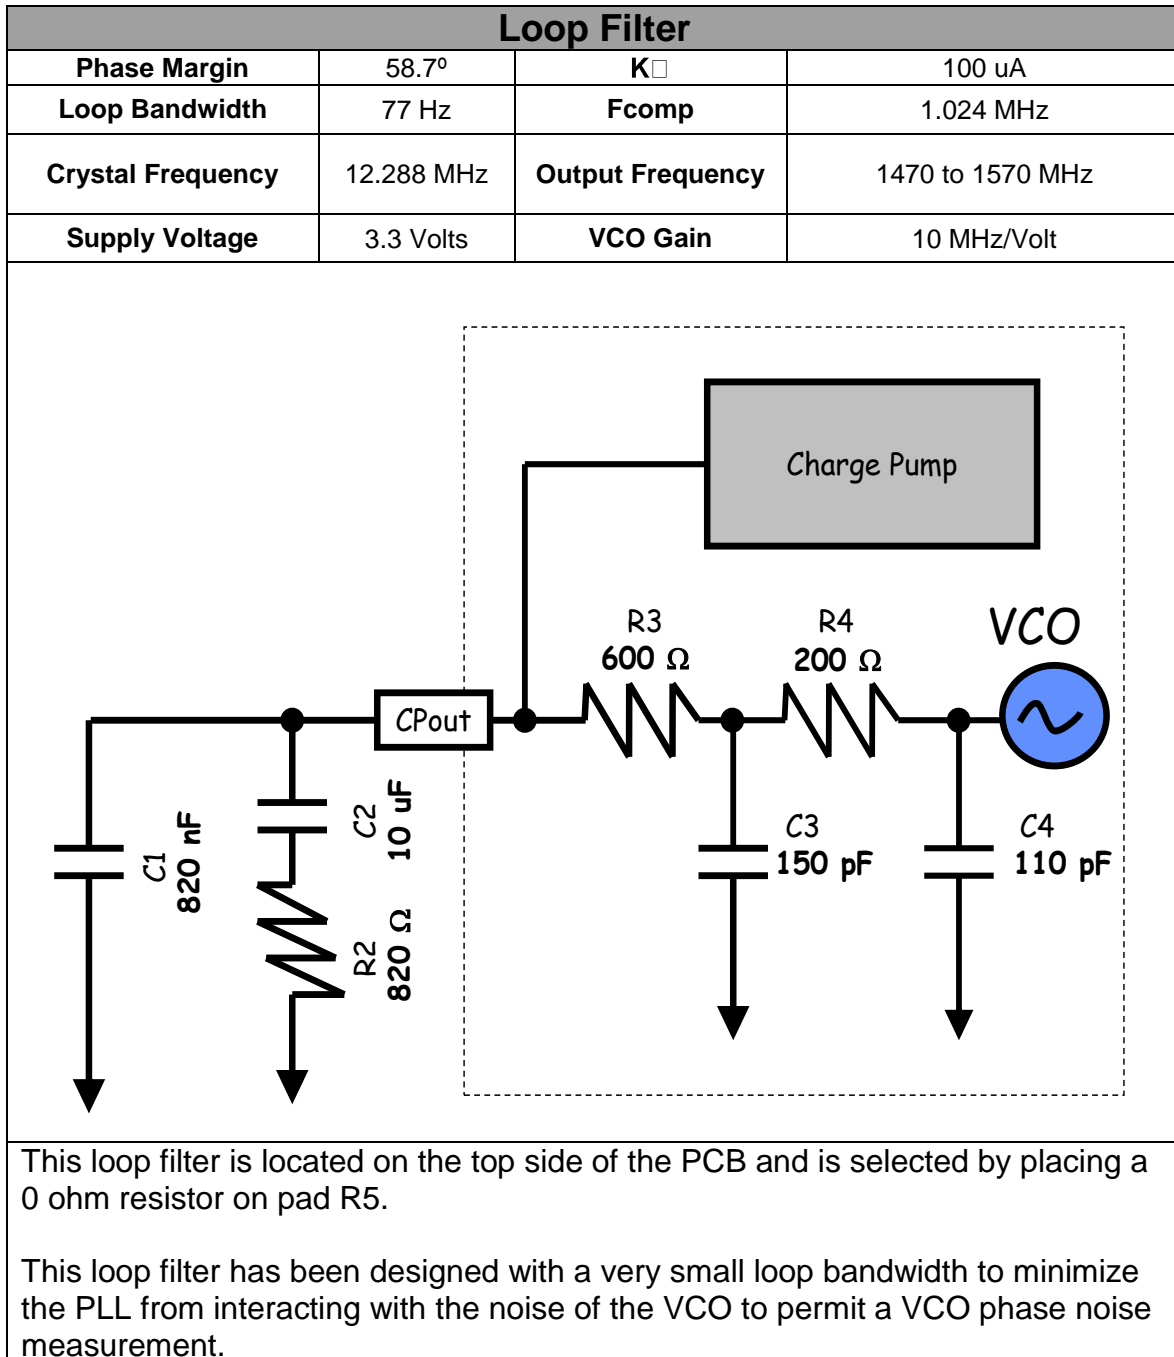 Loop Filter
Phase Margin 58.7º K□ 100 uA
Loop Bandwidth 77 Hz Fcomp 1.024 MHz
Crystal Frequency 12.288 MHz Output Frequency 1470 to 1570 MHz
Supply Voltage 3.3 Volts VCO Gain 10 MHz/Volt
Charge Pump
R3
600 Ω
R4
200 Ω
VCO
CPout
C1
820 nF
C2
10 uF
R2
820 Ω
C3
150 pF
C4
110 pF
This loop filter is located on the top side of the PCB and is selected by placing a
0 ohm resistor on pad R5.
This loop filter has been designed with a very small loop bandwidth to minimize
the PLL from interacting with the noise of the VCO to permit a VCO phase noise
measurement.